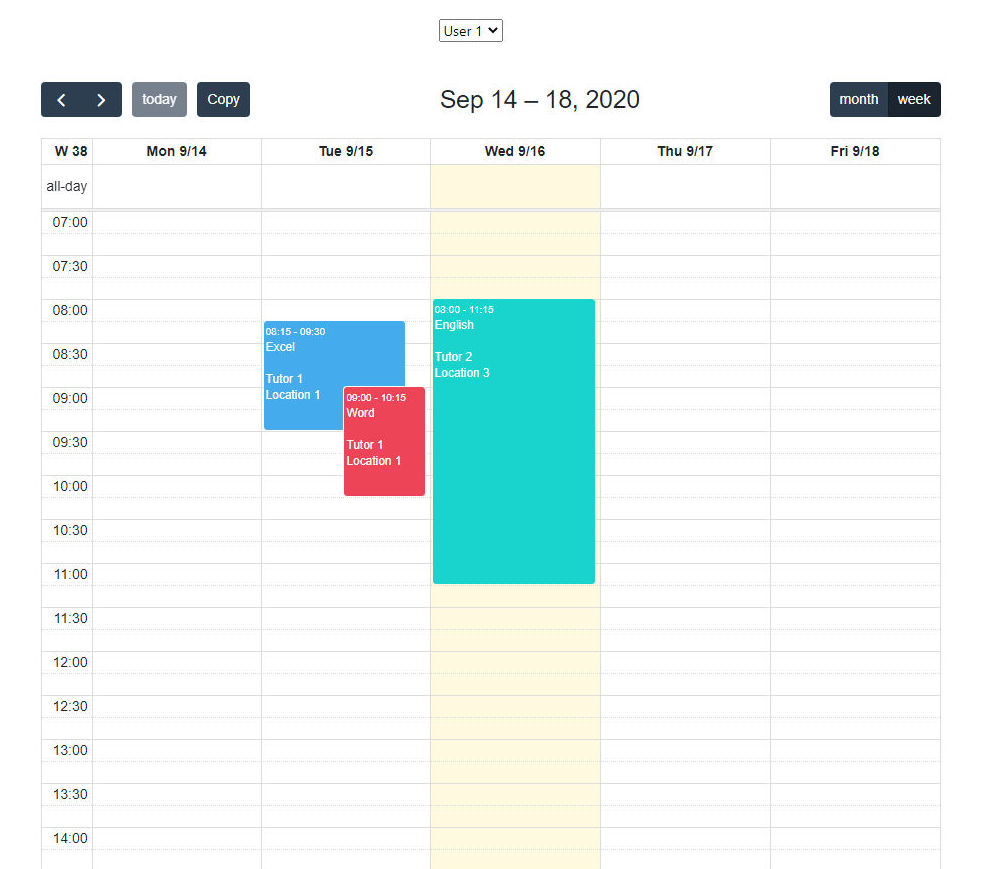 User 1
today
Copy
Sep 14 – 18, 2020
month
week
W 38
Mon 9/14
Tue 9/15
Wed 9/16
Thu 9/17
Fri 9/18
all-day
07:00
07:30
08:00
08:00 - 11:15
English
Tutor 2
Location 3
08:15 - 09:30
Excel
Tutor 1
Location 1
08:30
09:00
09:00 - 10:15
Word
Tutor 1
Location 1
09:30
10:00
10:30
11:00
11:30
12:00
12:30
13:00
13:30
14:00